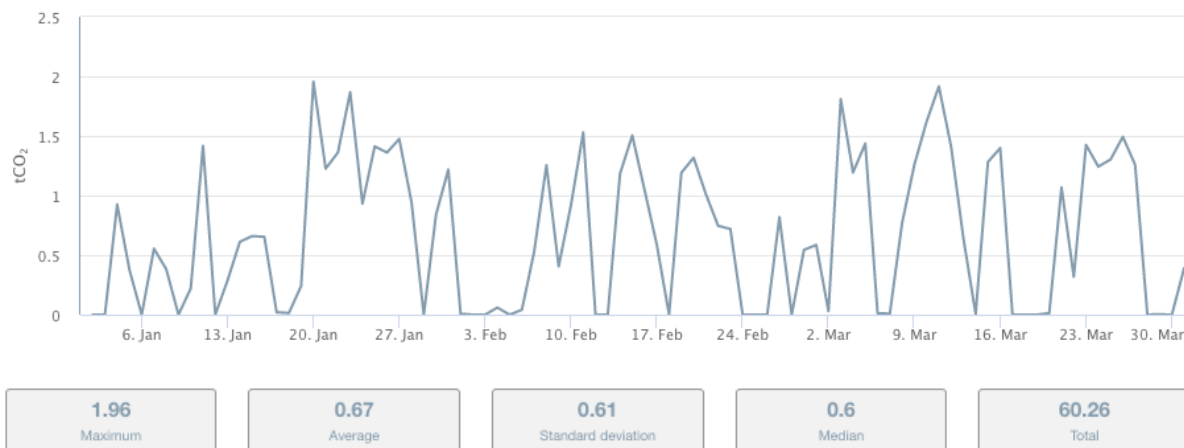 2.5
2
1.5
1
0.5
0
tCO₂
6. Jan 13. Jan 20. Jan 27. Jan 3. Feb 10. Feb 17. Feb 24. Feb 2. Mar 9. Mar 16. Mar 23. Mar 30. Mar
1.96 0.67 0.61 0.6 60.26
Maximum Average Standard deviation Median Total